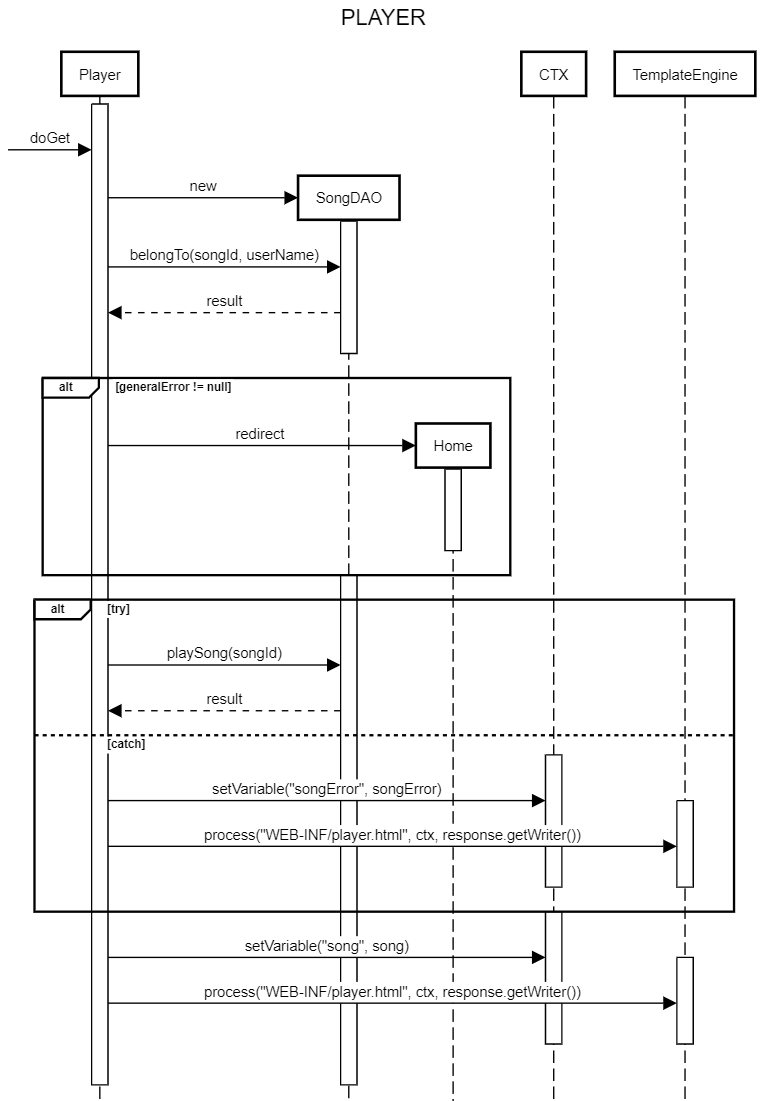 PLAYER
Player
CTX
TemplateEngine
doGet
new
SongDAO
belongTo(songId, userName)
result
alt
[generalError != null]
redirect
Home
alt
[try]
playSong(songId)
result
[catch]
setVariable("songError", songError)
process("WEB-INF/player.html", ctx, response.getWriter())
setVariable("song", song)
process("WEB-INF/player.html", ctx, response.getWriter())